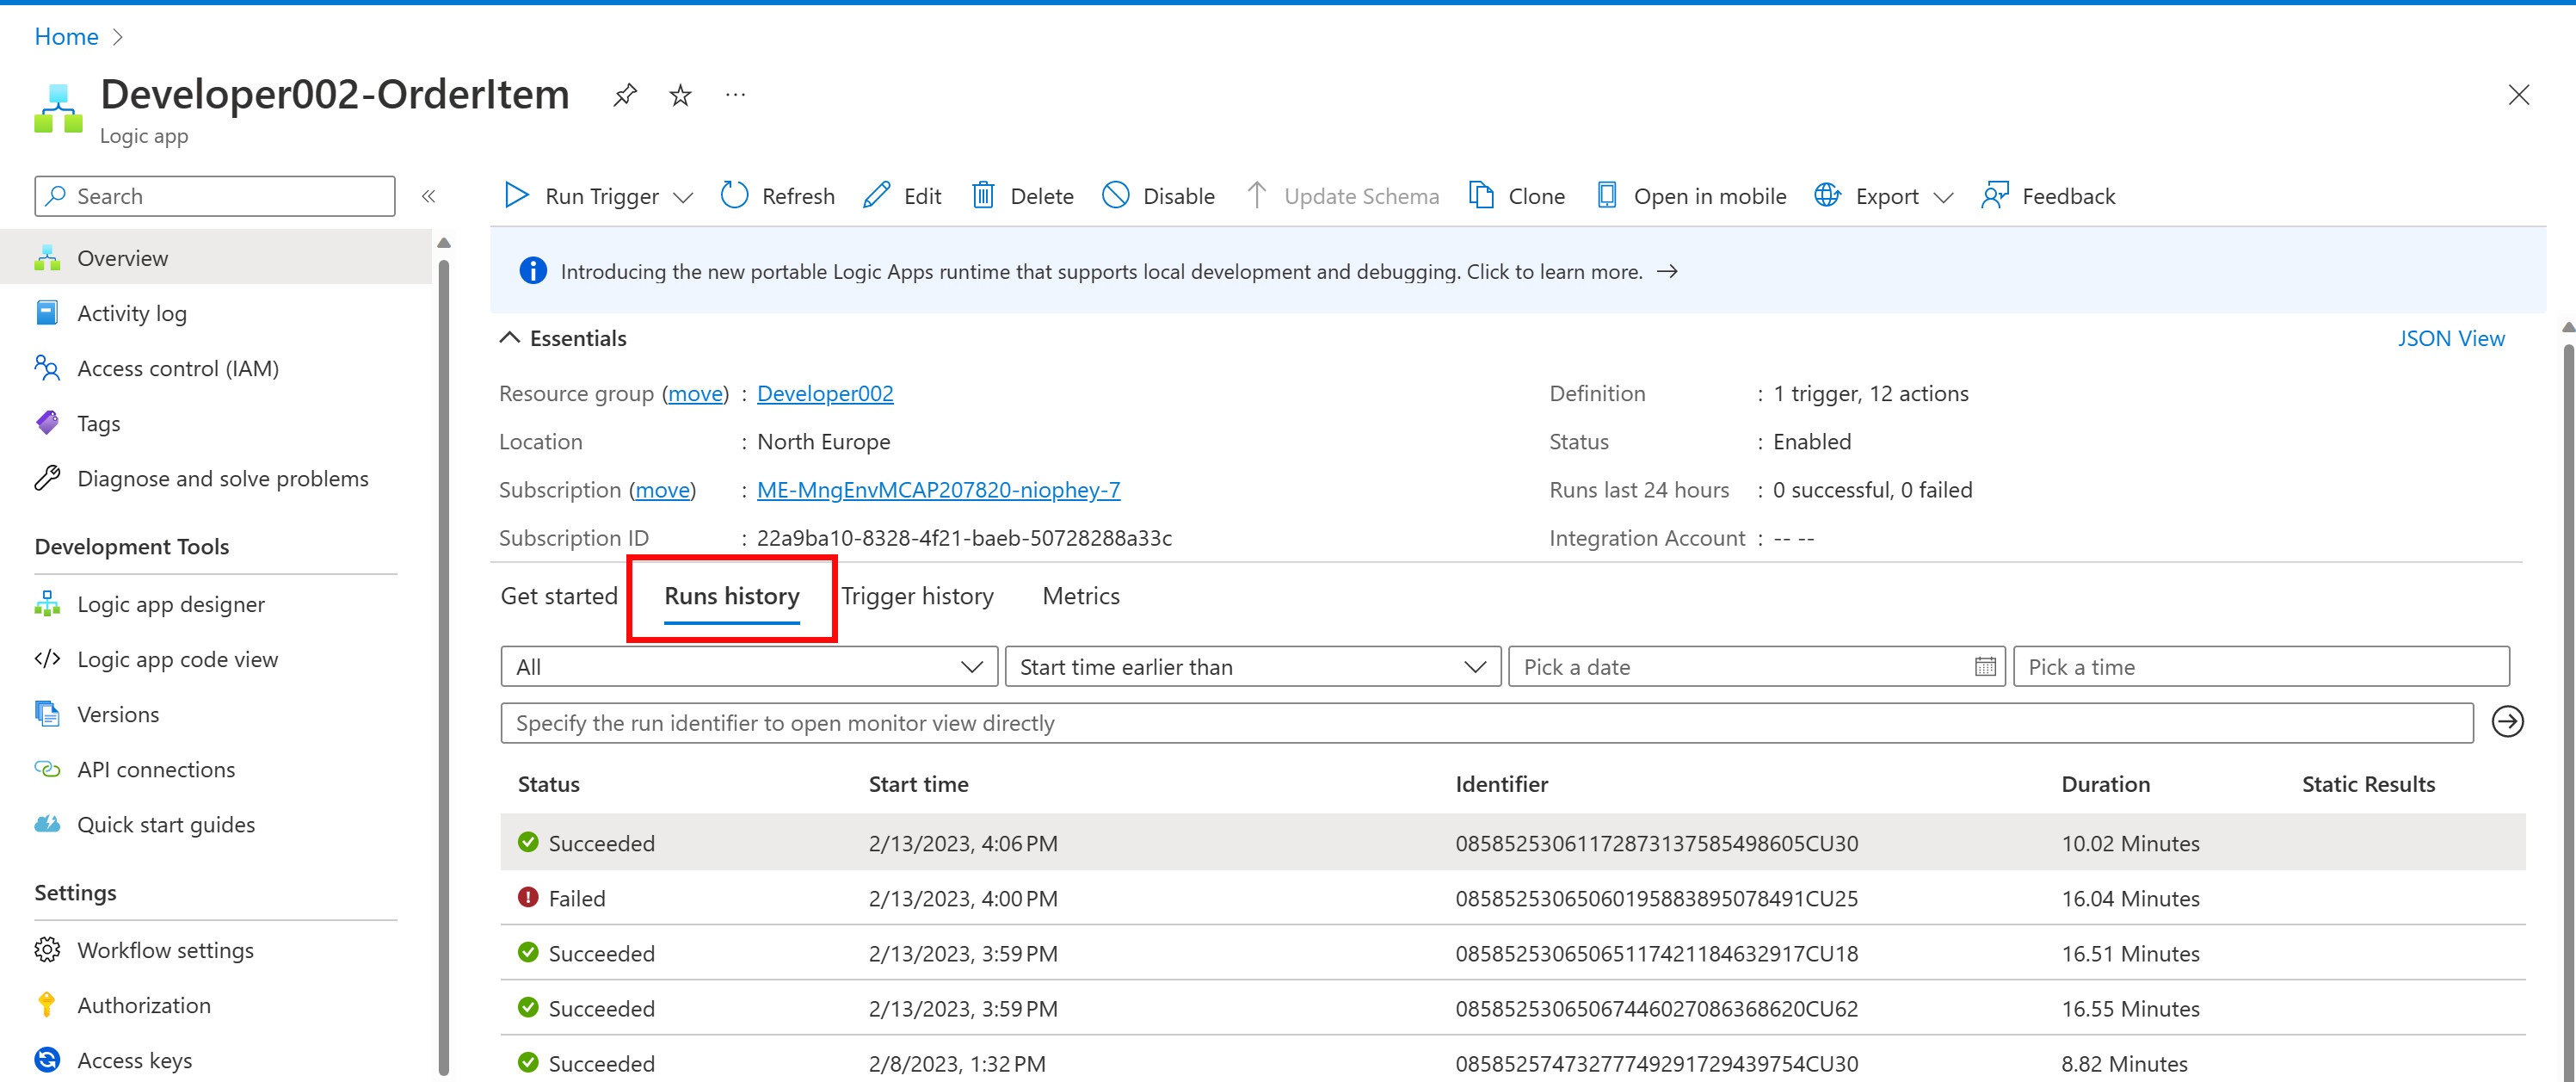 Home
Developer002-OrderItem
Logic app
Search
Run Trigger Refresh Edit Delete Disable Update Schema Clone Open in mobile Export Feedback
Overview
Activity log
Access control (IAM)
Tags
Diagnose and solve problems
Development Tools
Logic app designer
Logic app code view
Versions
API connections
Quick start guides
Settings
Workflow settings
Authorization
Access keys
Introducing the new portable Logic Apps runtime that supports local development and debugging. Click to learn more. →
Essentials JSON View
Resource group (move) : Developer002
Location : North Europe
Subscription (move) : ME-MngEnvMCAP207820-niophey-7
Subscription ID : 22a9ba10-8328-4f21-baeb-50728288a33c
Definition : 1 trigger, 12 actions
Status : Enabled
Runs last 24 hours : 0 successful, 0 failed
Integration Account : -- --
Get started Runs history Trigger history Metrics
All Start time earlier than Pick a date Pick a time
Specify the run identifier to open monitor view directly
Status Start time Identifier Duration Static Results
Succeeded 2/13/2023, 4:06 PM 08585253061172873137585498605CU30 10.02 Minutes
Failed 2/13/2023, 4:00 PM 08585253065060195883895078491CU25 16.04 Minutes
Succeeded 2/13/2023, 3:59 PM 08585253065065117421184632917CU18 16.51 Minutes
Succeeded 2/13/2023, 3:59 PM 08585253065067446027086368620CU62 16.55 Minutes
Succeeded 2/8/2023, 1:32 PM 08585257473277749291729439754CU30 8.82 Minutes